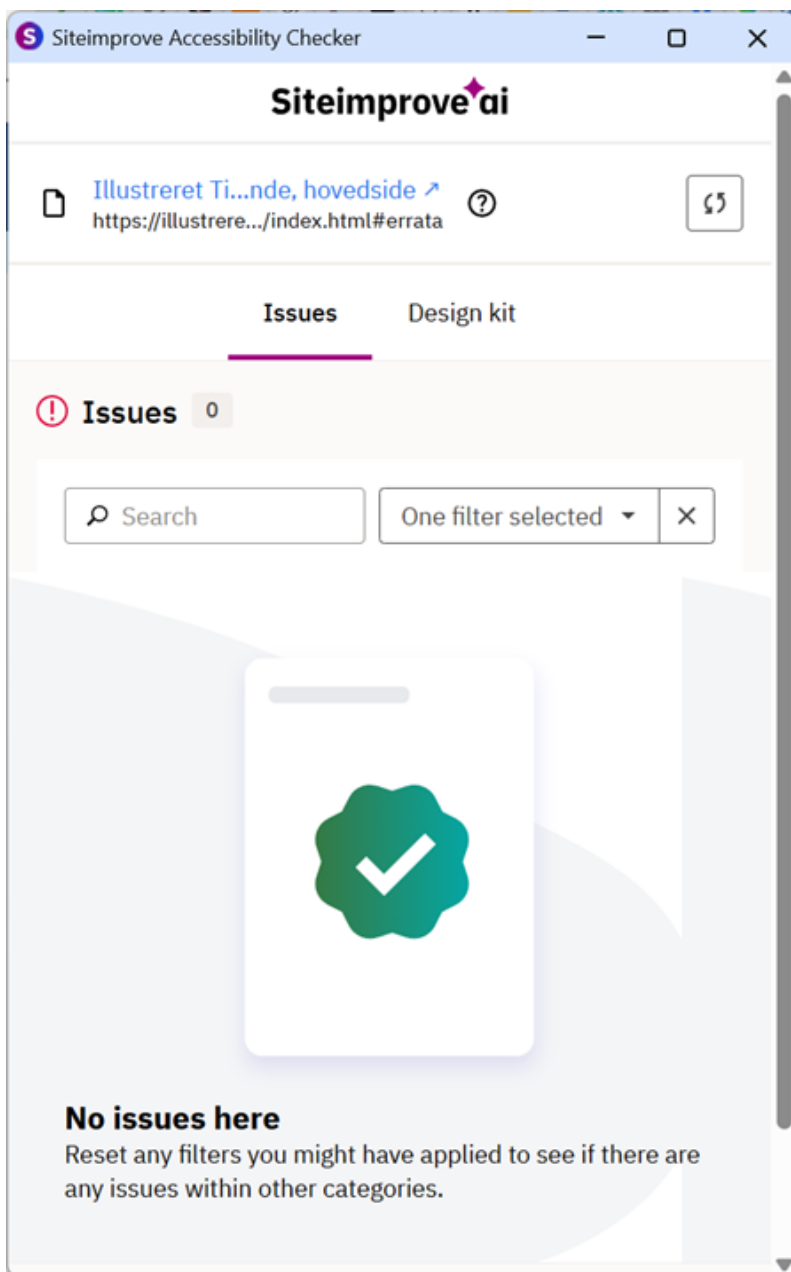 Siteimprove Accessibility Checker
Siteimprove ai
Illustreret Ti...nde, hovedside ↗
https://illustrere.../index.html#errata
Issues
Design kit
Issues 0
Search
One filter selected
No issues here
Reset any filters you might have applied to see if there are
any issues within other categories.